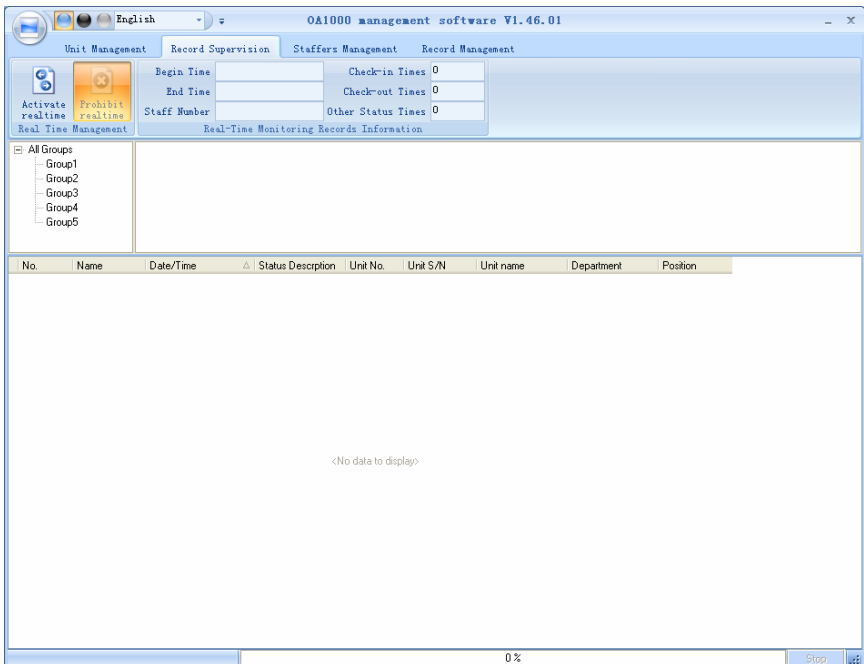 English
OA1000 management software V1.46.01
Unit Management Record Supervision Staffers Management Record Management
Begin Time Check-in Times 0
End Time Check-out Times 0
Staff Number Other Status Times 0
Activate realtime
Prohibit realtime
Real Time Management Real-Time Monitoring Records Information
All Groups
Group1
Group2
Group3
Group4
Group5
No. Name Date/Time Status Descrption Unit No. Unit S/N Unit name Department Position
<No data to display>
0 % Stop